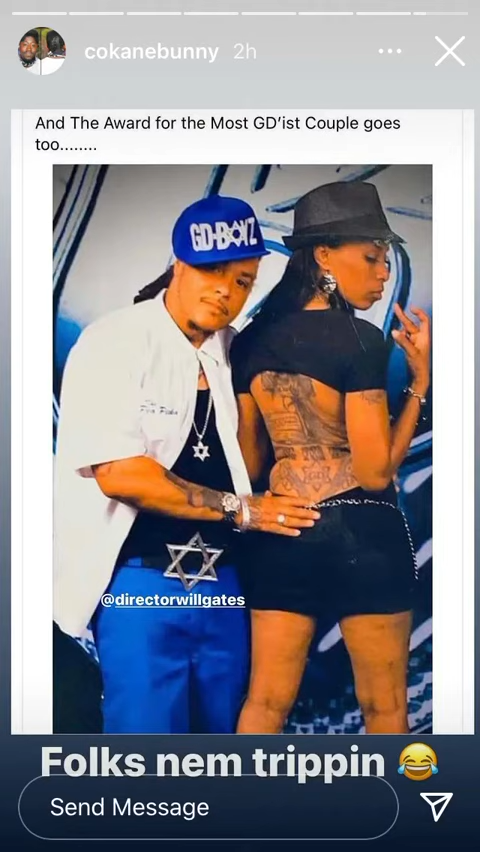 cokanebunny 2h
And The Award for the Most GD'ist Couple goes
too........
GD-BOYZ
@directorwillgates
Folks nem trippin 😂
Send Message